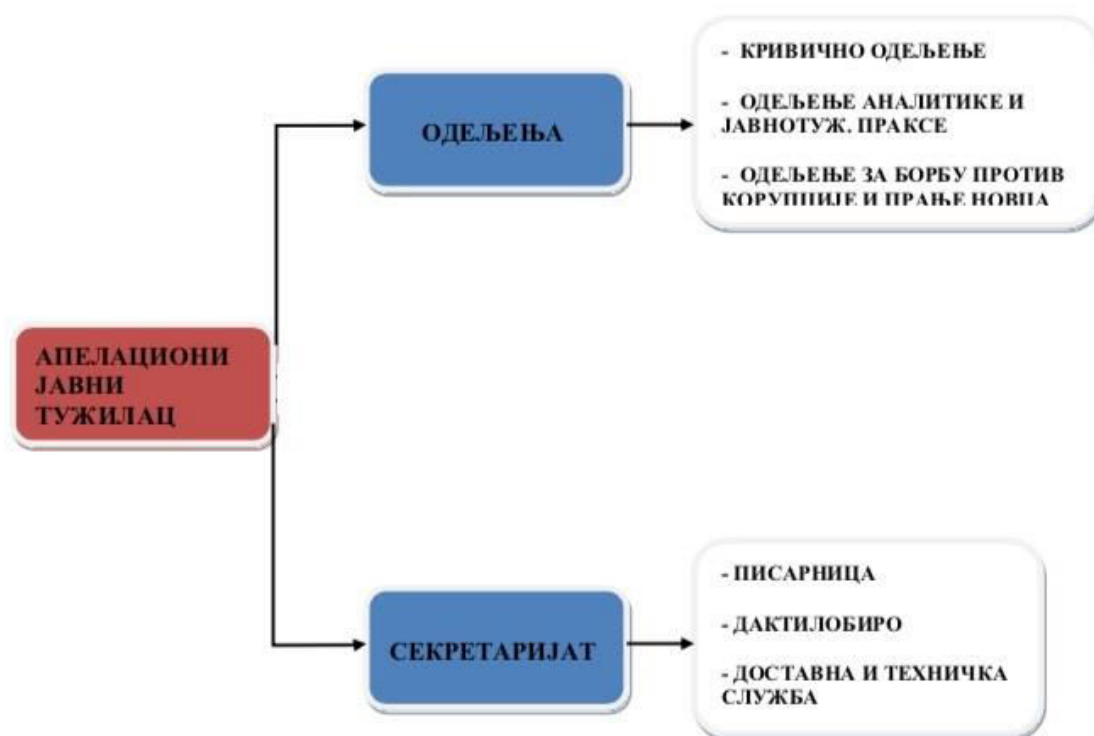 АПЕЛАЦИОНИ
ЈАВНИ
ТУЖИЛАЦ
ОДЕЉЕЊА
- КРИВИЧНО ОДЕЉЕЊЕ
- ОДЕЉЕЊЕ АНАЛИТИКЕ И
ЈАВНОТУЖ. ПРАКСЕ
- ОДЕЉЕЊЕ ЗА БОРБУ ПРОТИВ
КОРУПЦИЈЕ И ПРАЊЕ НОВЦА
СЕКРЕТАРИЈАТ
- ПИСАРНИЦА
- ДАКТИЛОБИРО
- ДОСТАВНА И ТЕХНИЧКА
СЛУЖБА